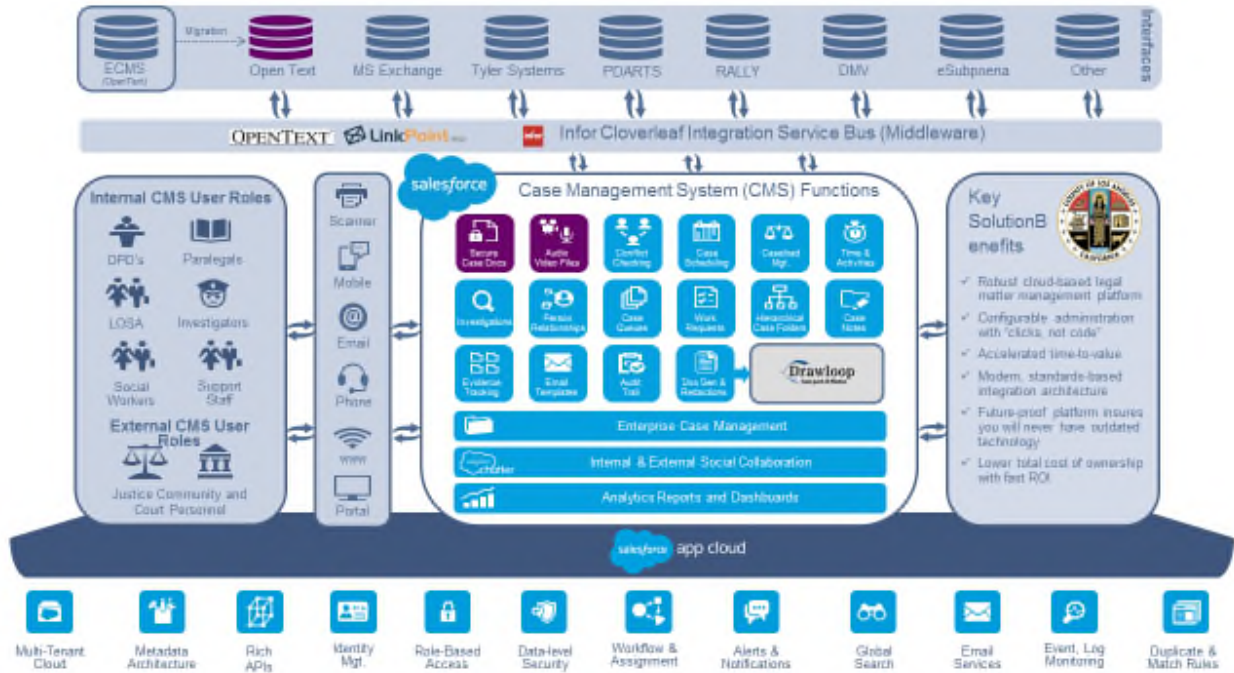 Migration
Interfaces
ECMS
(OpenText)
Open Text
MS Exchange
Tyler Systems
PDARTS
RALLY
DMV
eSubpoena
Other
OPENTEXT
LinkPoint
infor
Infor Cloverleaf Integration Service Bus (Middleware)
Internal CMS User Roles
DPD's
Paralegals
LOSA
Investigators
Social
Workers
Support
Staff
External CMS User
Roles
Justice Community and
Court Personnel
Scanner
Mobile
Email
Phone
www
Portal
salesforce
Case Management System (CMS) Functions
Secure
Case Docs
Audio
Video Files
Conflict
Checking
Case
Scheduling
Caseload
Mgt.
Time &
Activities
Investigations
Person
Relationships
Case
Queues
Work
Requests
Hierarchical
Case Folders
Case
Notes
Evidence
Tracking
Email
Templates
Audit
Trail
Doc Gen &
Redactions
Drawloop
Enterprise Case Management
chatter
Internal & External Social Collaboration
Analytics Reports and Dashboards
Key
SolutionB
enefits
COUNTY OF LOS ANGELES
CALIFORNIA
✓ Robust cloud-based legal
matter management platform
✓ Configurable administration
with "clicks, not code"
✓ Accelerated time-to-value
✓ Modern, standards-based
integration architecture
✓ Future-proof platform insures
you will never have outdated
technology
✓ Lower total cost of ownership
with fast ROI
salesforce app cloud
Multi-Tenant
Cloud
Metadata
Architecture
Rich
APIs
Identity
Mgt.
Role-Based
Access
Data-level
Security
Workflow &
Assignment
Alerts &
Notifications
Global
Search
Email
Services
Event, Log
Monitoring
Duplicate &
Match Rules